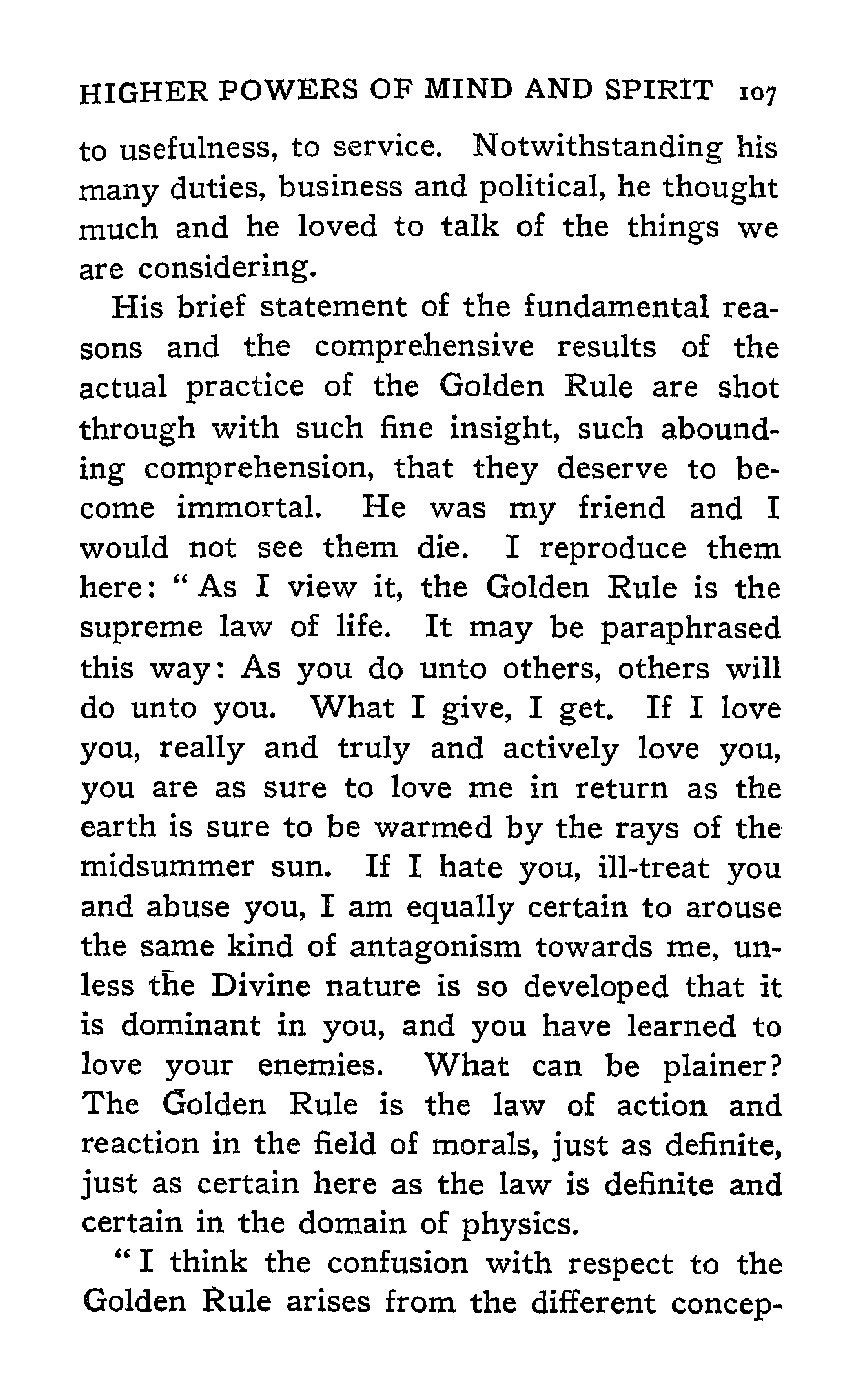 HIGHER POWERS OF MIND AND SPIRIT 107
to usefulness, to service. Notwithstanding his
many duties, business and political, he thought
much and he loved to talk of the things we
are considering.
His brief statement of the fundamental rea-
sons and the comprehensive results of the
actual practice of the Golden Rule are shot
through with such fine insight, such abound-
ing comprehension, that they deserve to be-
come immortal. He was my friend and I
would not see them die. I reproduce them
here: “ As I view it, the Golden Rule is the
supreme law of life. It may be paraphrased
this way: As you do unto others, others will
do unto you. What I give, I get. If I love
you, really and truly and actively love you,
you are as sure to love me in return as the
earth is sure to be warmed by the rays of the
midsummer sun. If I hate you, ill-treat you
and abuse you, I am equally certain to arouse
the same kind of antagonism towards me, un-
less the Divine nature is so developed that it
is dominant in you, and you have learned to
love your enemies. What can be plainer?
The Golden Rule is the law of action and
reaction in the field of morals, just as definite,
just as certain here as the law is definite and
certain in the domain of physics.
“ I think the confusion with respect to the
Golden Rule arises from the different concep-